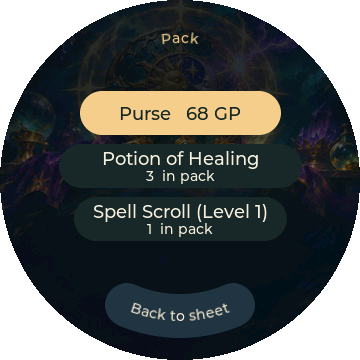 Pack
Purse 68 GP
Potion of Healing
3 in pack
Spell Scroll (Level 1)
1 in pack
Back to sheet